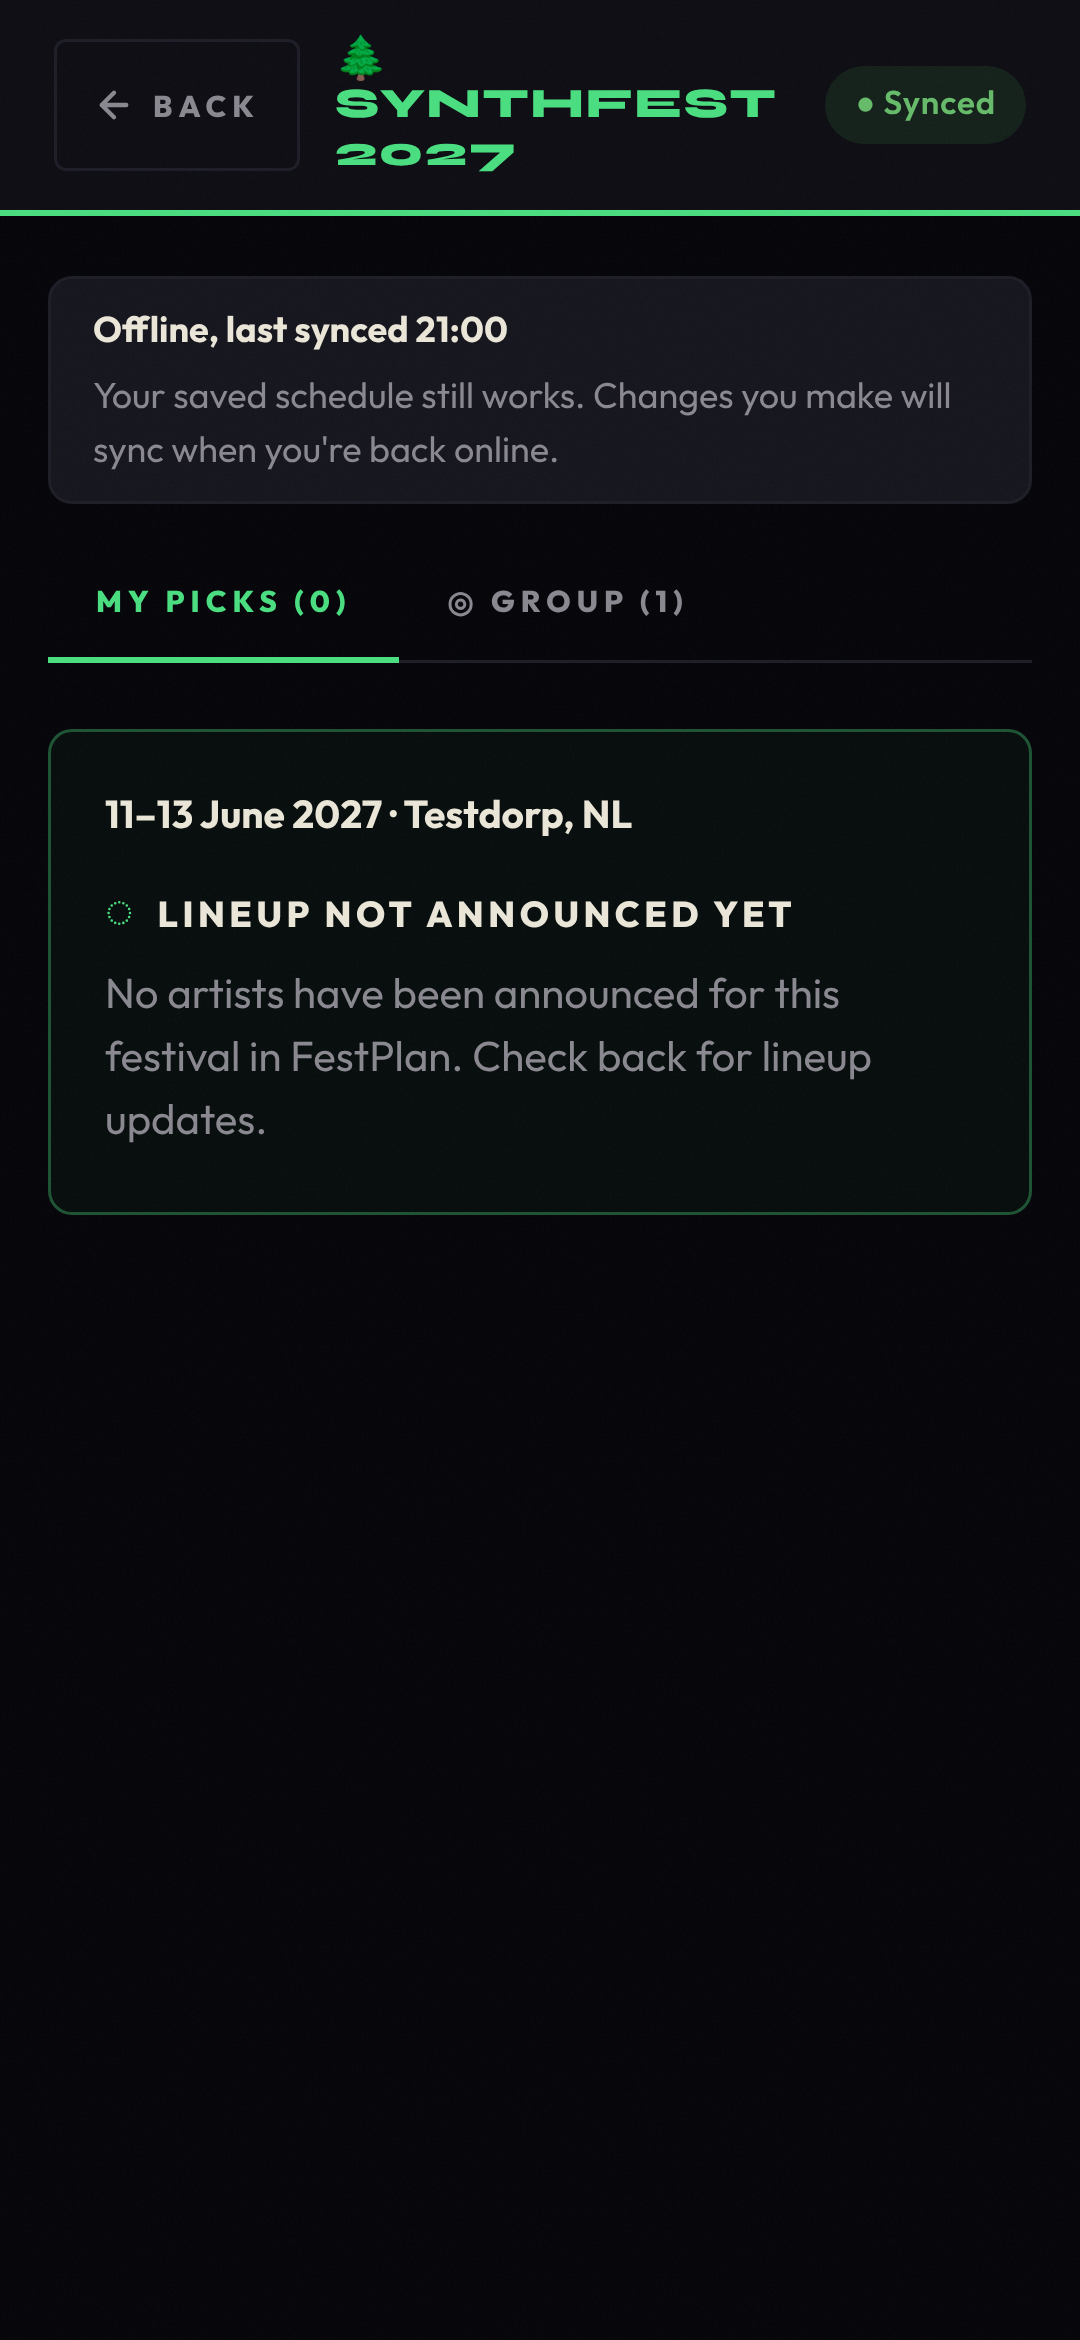 ← BACK
🌲
SYNTHFEST
2027
● Synced
Offline, last synced 21:00
Your saved schedule still works. Changes you make will
sync when you're back online.
MY PICKS (0)
◎ GROUP (1)
11–13 June 2027 · Testdorp, NL
◌ LINEUP NOT ANNOUNCED YET
No artists have been announced for this
festival in FestPlan. Check back for lineup
updates.